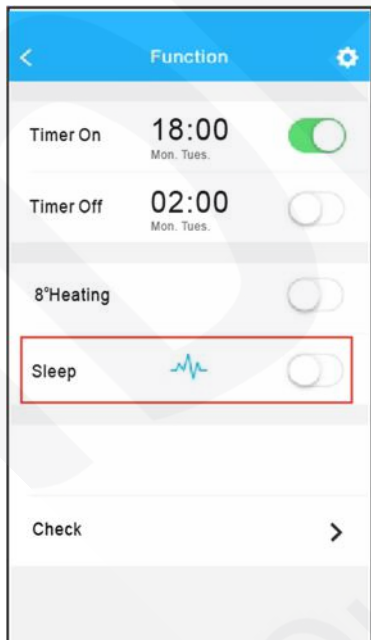 Function
Timer On 18:00
Mon. Tues.
Timer Off 02:00
Mon. Tues.
8°Heating
Sleep
Check